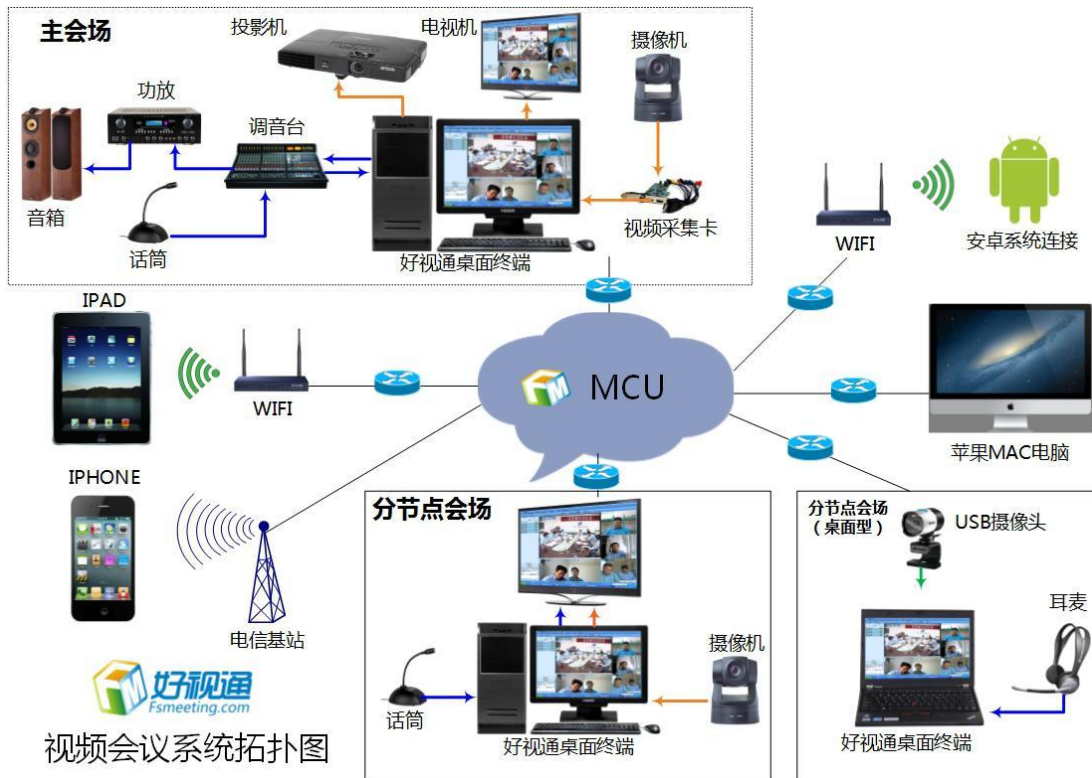 主会场
投影机
电视机
摄像机
功放
调音台
音箱
话筒
好视通桌面终端
视频采集卡
WIFI
安卓系统连接
IPAD
WIFI
MCU
苹果MAC电脑
IPHONE
电信基站
分节点会场
话筒
摄像机
好视通桌面终端
分节点会场
（桌面型）
USB摄像头
耳麦
好视通桌面终端
好视通
Fsmeeting.com
视频会议系统拓扑图